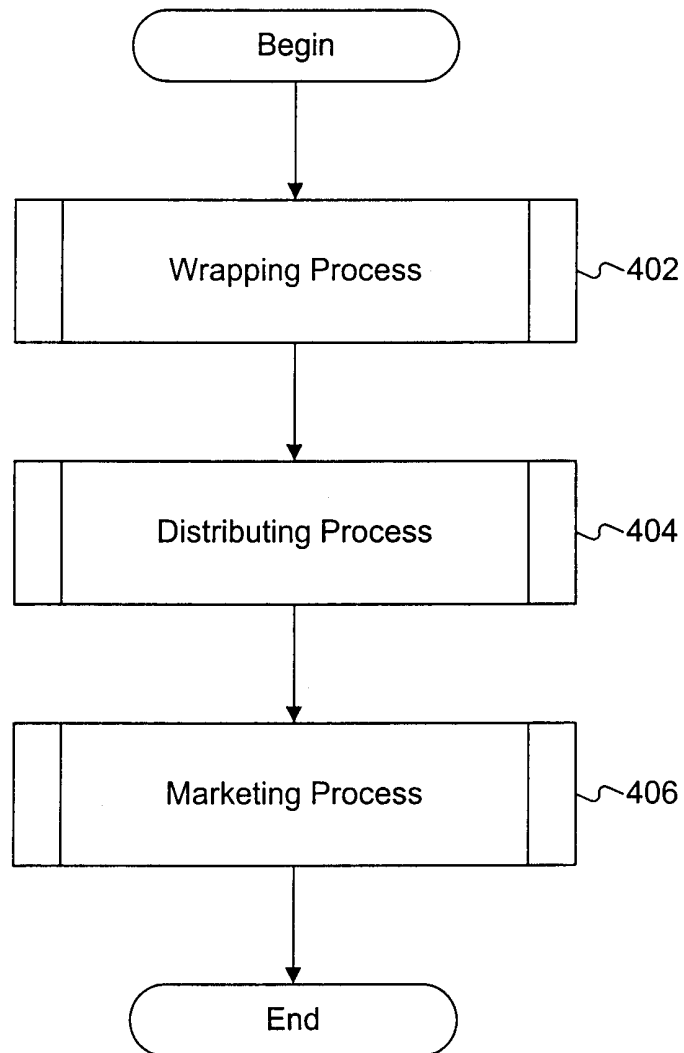 Begin
Wrapping Process
402
Distributing Process
404
Marketing Process
406
End